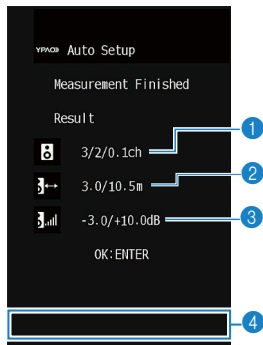 YPAO Auto Setup
Measurement Finished
Result
3/2/0.1ch 1
3.0/10.5m 2
-3.0/+10.0dB 3
OK:ENTER
4